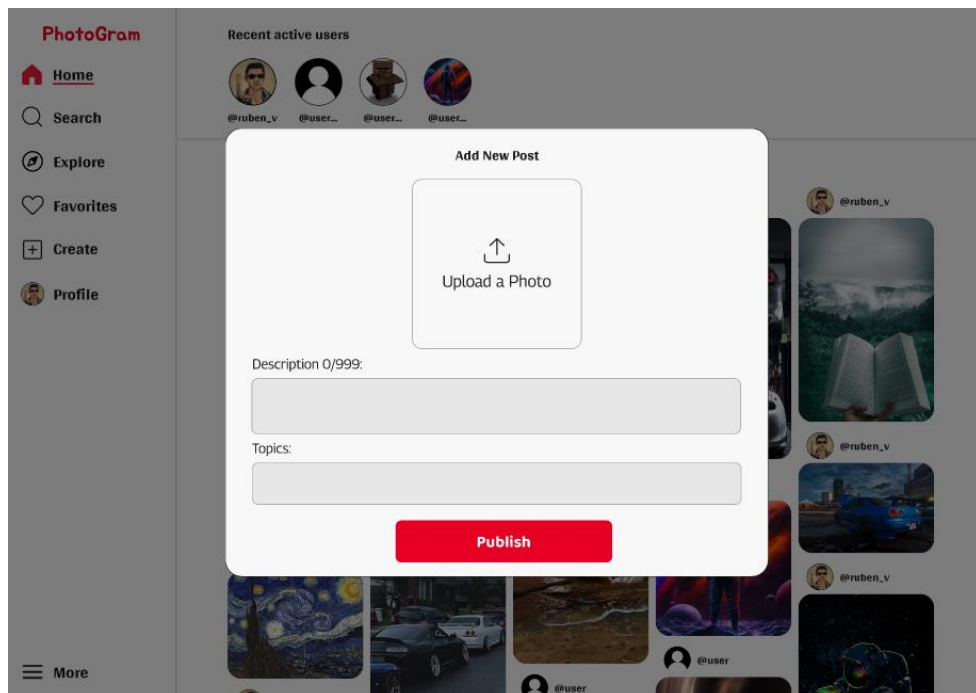 PhotoGram
Home
Search
Explore
Favorites
Create
Profile
More
Recent active users
@ruben_v @user... @user... @user...
Add New Post
Upload a Photo
Description 0/999:
Topics:
Publish
@ruben_v
@ruben_v
@ruben_v
@user
@user